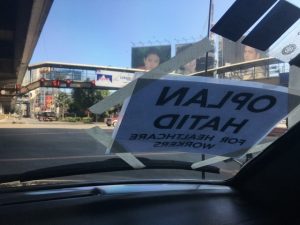 OPLAN
HATID
FOR HEALTHCARE
WORKERS